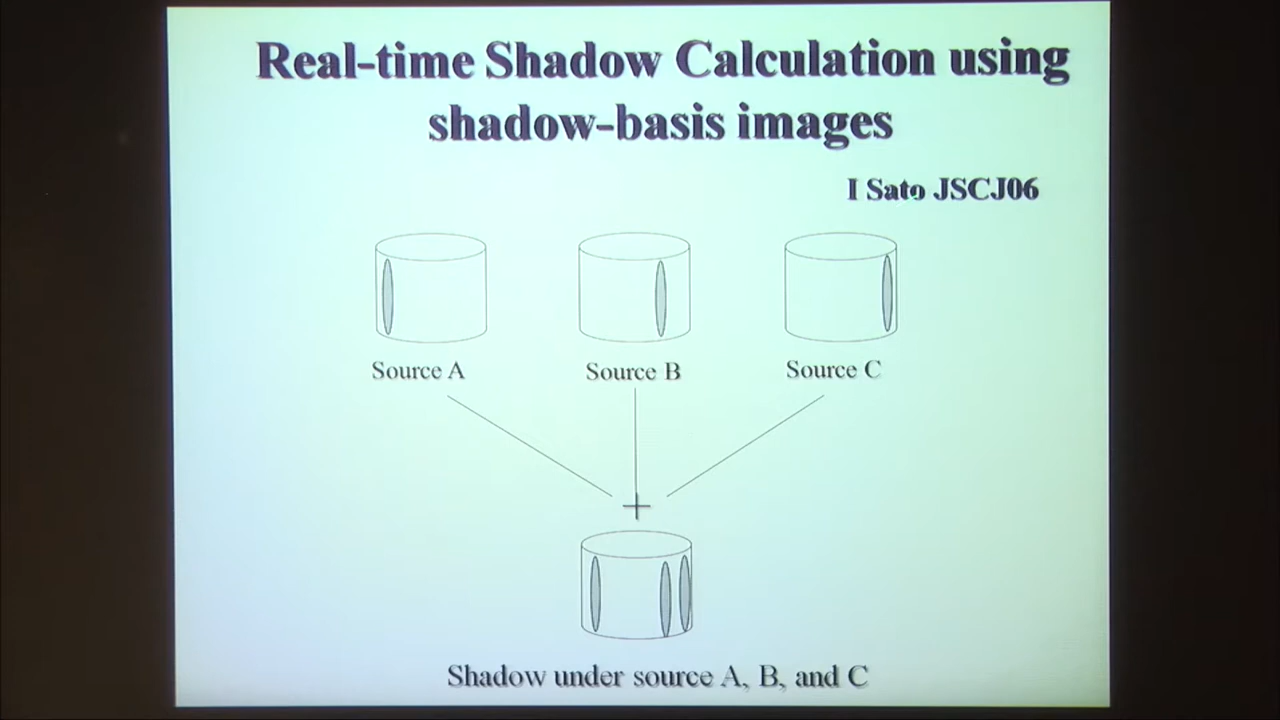 Real-time Shadow Calculation using
shadow-basis images
I Sato JSCJ06
Source A
Source B
Source C
+
Shadow under source A, B, and C